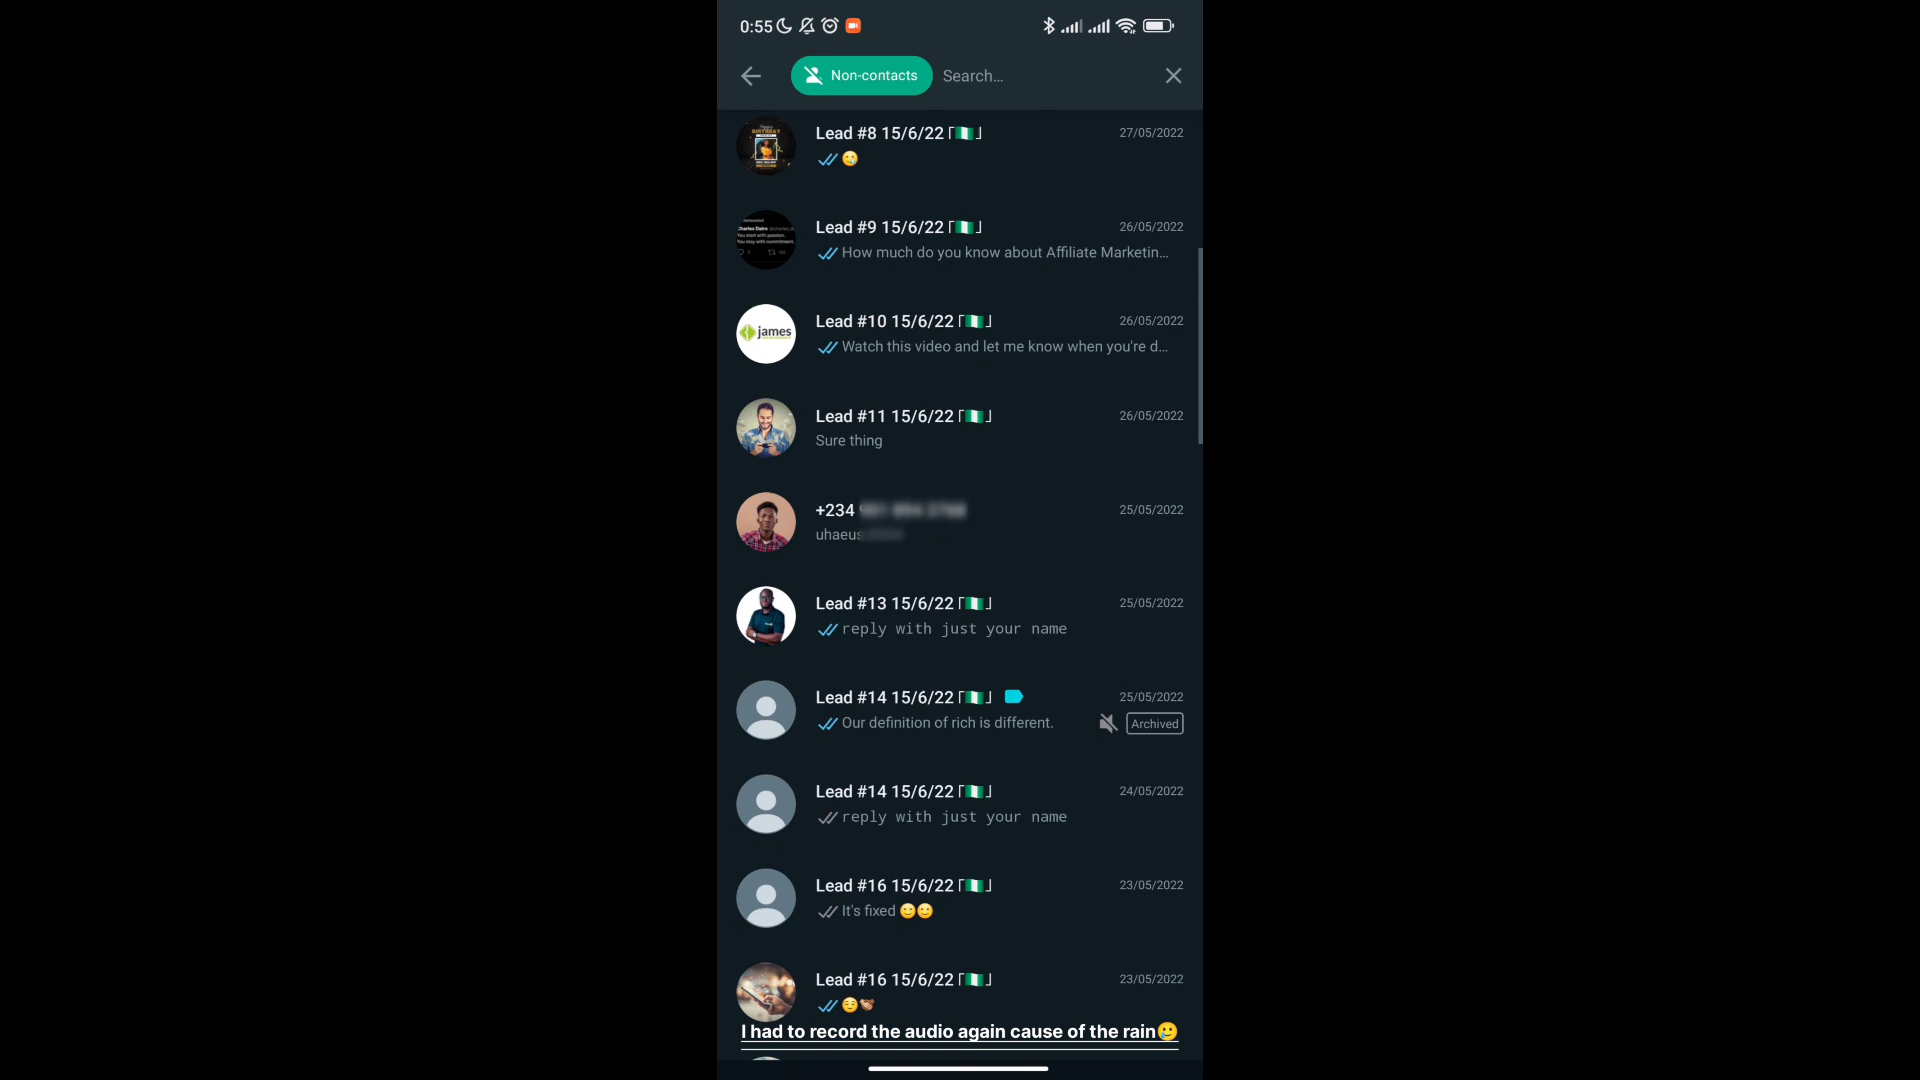 0:55
Non-contacts Search...
Lead #8 15/6/22「🇳🇬」 27/05/2022
🥲
Lead #9 15/6/22「🇳🇬」 26/05/2022
How much do you know about Affiliate Marketin...
Lead #10 15/6/22「🇳🇬」 26/05/2022
Watch this video and let me know when you're d...
james
Lead #11 15/6/22「🇳🇬」 26/05/2022
Sure thing
+234 25/05/2022
uhaeus
Lead #13 15/6/22「🇳🇬」 25/05/2022
reply with just your name
Lead #14 15/6/22「🇳🇬」 25/05/2022
Our definition of rich is different. Archived
Lead #14 15/6/22「🇳🇬」 24/05/2022
reply with just your name
Lead #16 15/6/22「🇳🇬」 23/05/2022
It's fixed 🙂🙂
Lead #16 15/6/22「🇳🇬」 23/05/2022
I had to record the audio again cause of the rain🥲